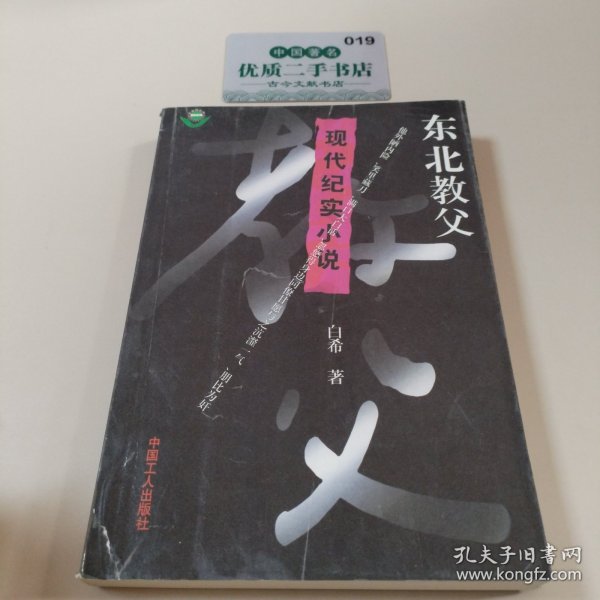 019
中国著名
优质二手书店
古今文献书店
东北教父
现代纪实小说
教父
白希 著
中国工人出版社
孔夫子旧书网
www.kongfz.com